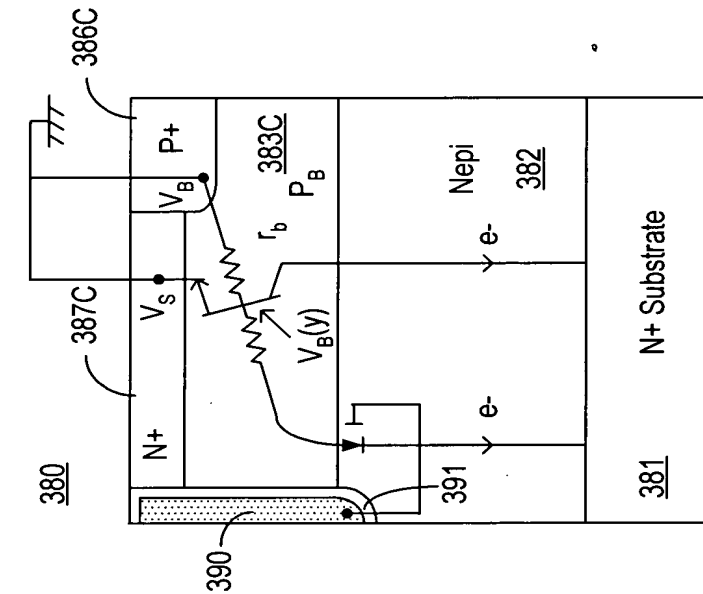 380
387C
386C
N+
V_S
V_B
P+
383C
P_B
r_b
V_B(y)
390
391
Nepi
382
e-
e-
381
N+ Substrate